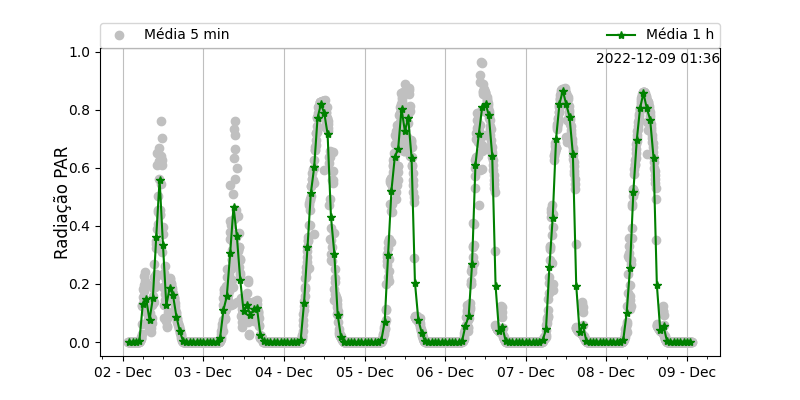 Média 5 min
Média 1 h
2022-12-09 01:36
Radiação PAR
1.0
0.8
0.6
0.4
0.2
0.0
02 - Dec
03 - Dec
04 - Dec
05 - Dec
06 - Dec
07 - Dec
08 - Dec
09 - Dec